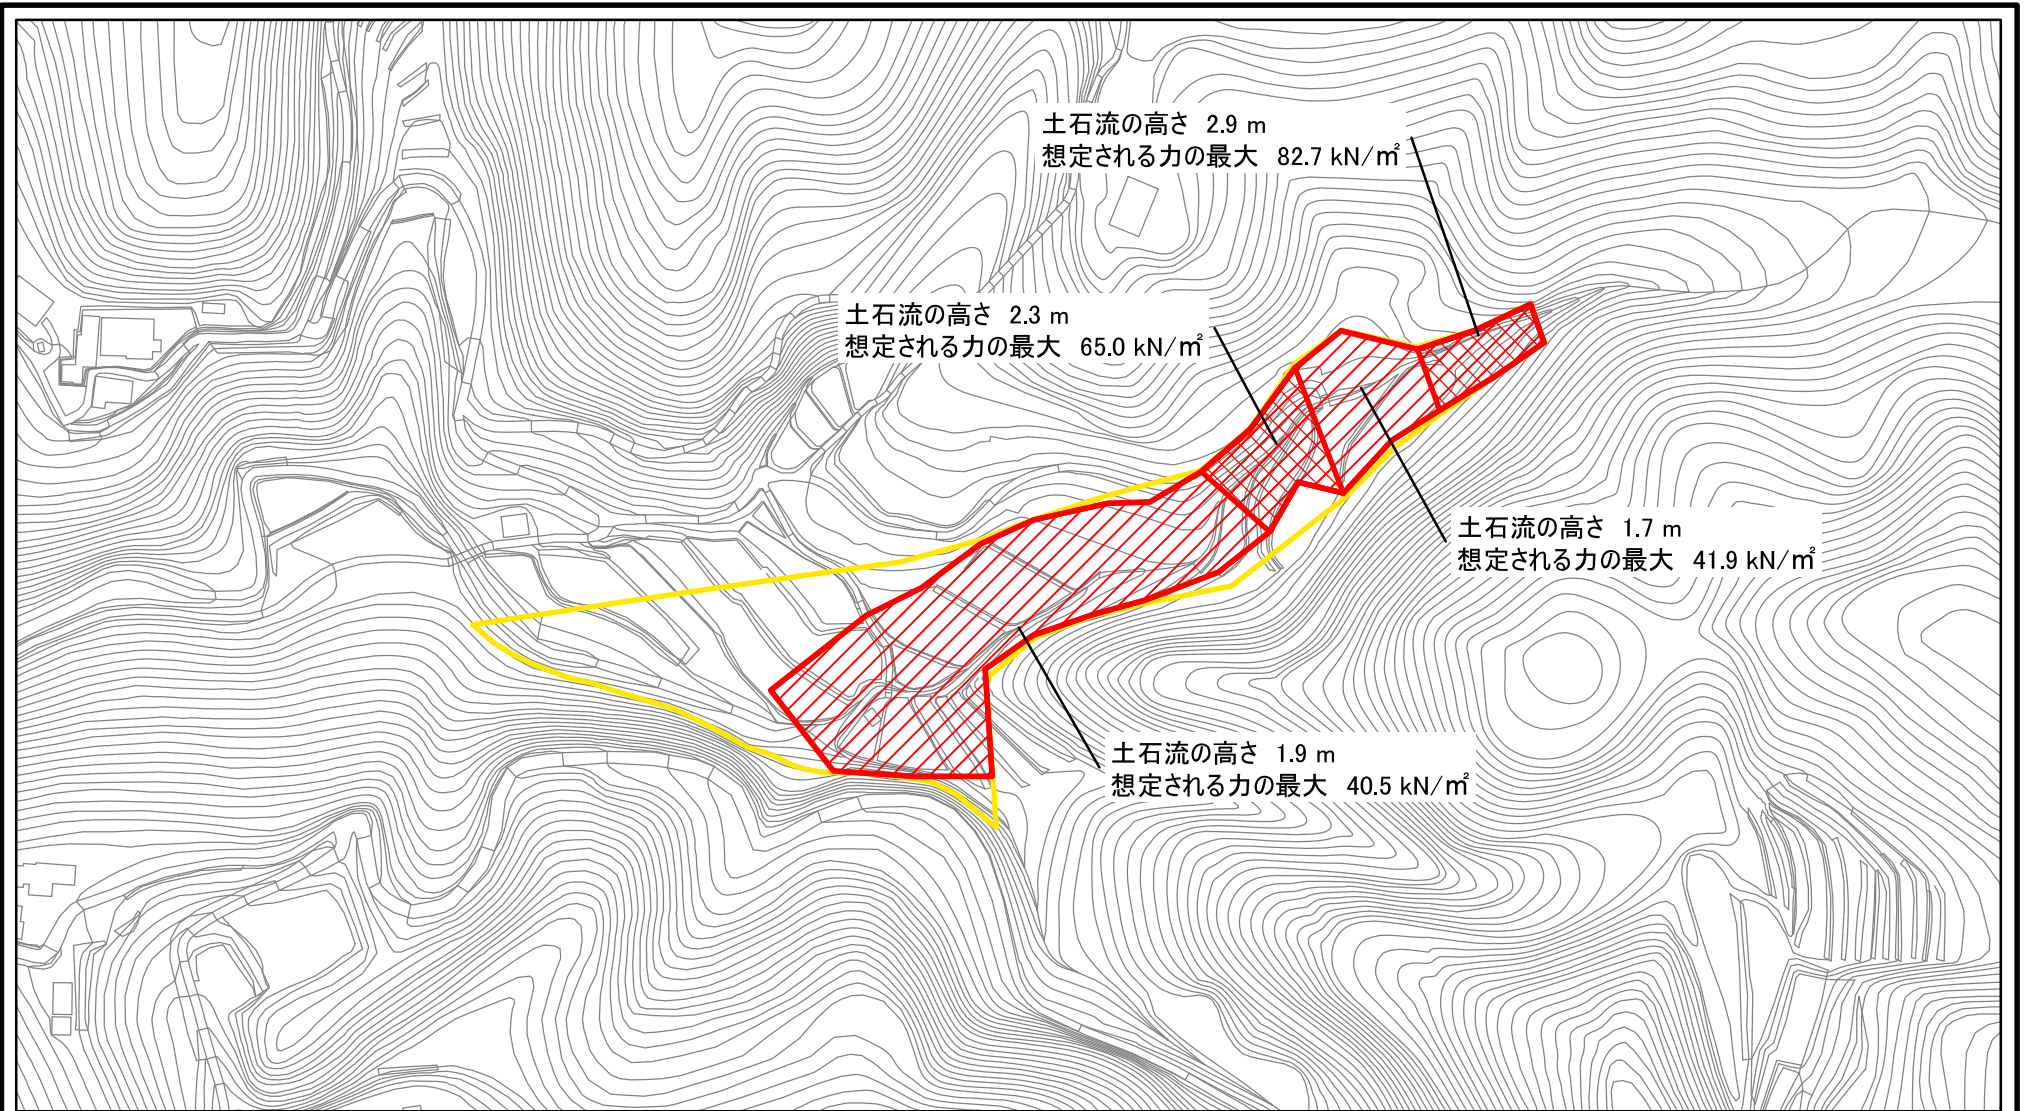 土石流の高さ 2.9 m
想定される力の最大 82.7 kN/㎡
土石流の高さ 2.3 m
想定される力の最大 65.0 kN/㎡
土石流の高さ 1.7 m
想定される力の最大 41.9 kN/㎡
土石流の高さ 1.9 m
想定される力の最大 40.5 kN/㎡